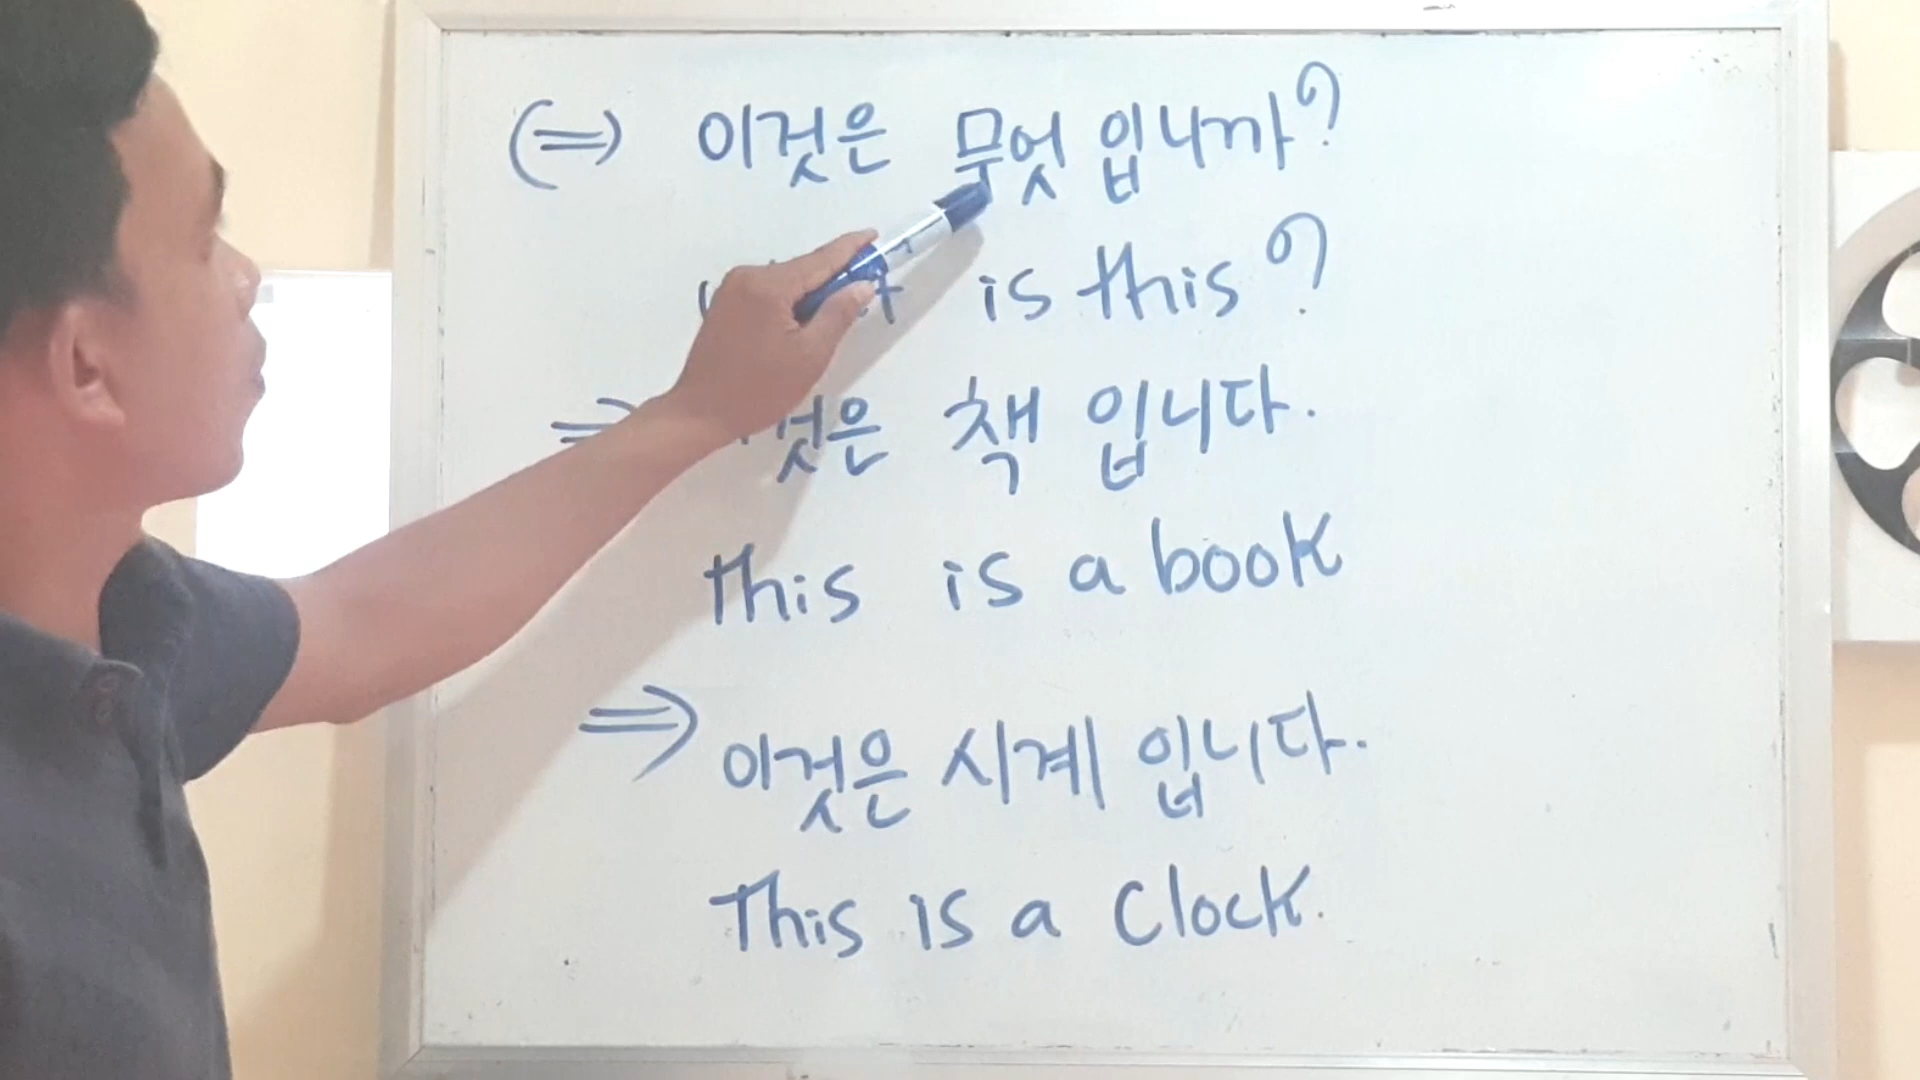 (⇒) 이것은 무엇 입니까?
is this?
⇒ 것은 책 입니다.
this is a book
⇒ 이것은 시계 입니다.
This is a Clock.